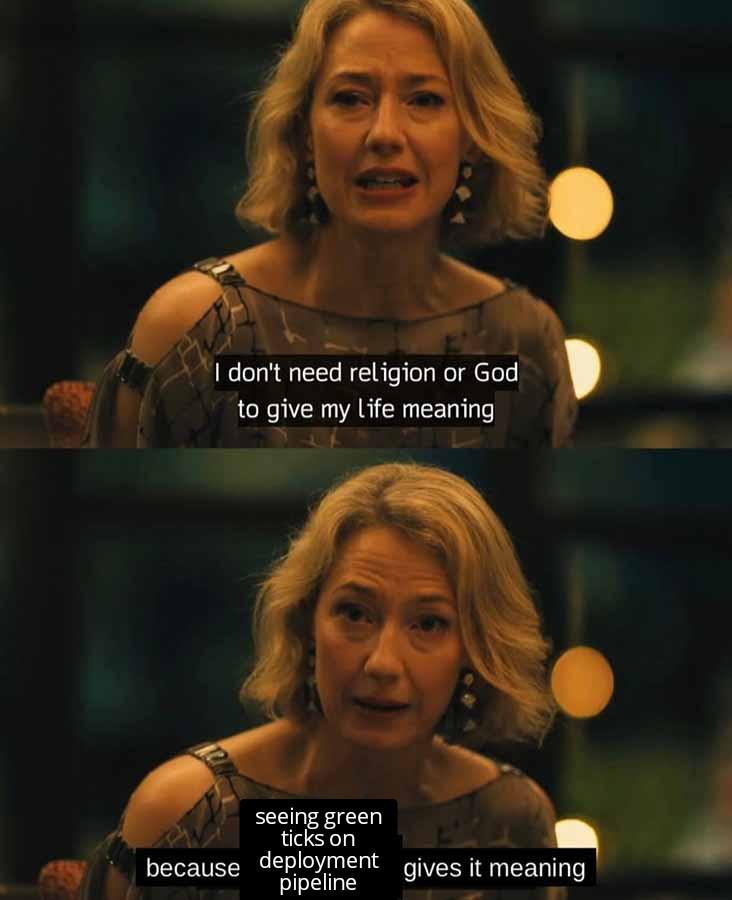 I don't need religion or God
to give my life meaning
seeing green
ticks on
deployment
because gives it meaning
pipeline